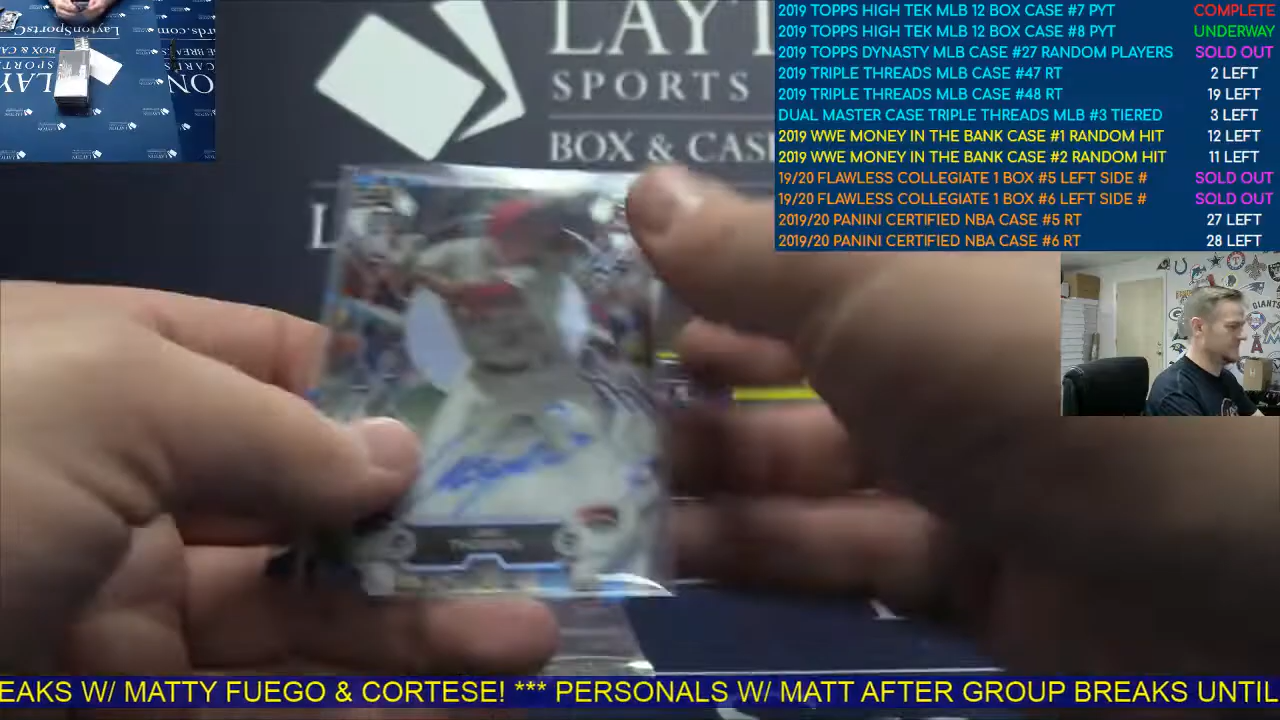 2019 TOPPS HIGH TEK MLB 12 BOX CASE #7 PYT COMPLETE
2019 TOPPS HIGH TEK MLB 12 BOX CASE #8 PYT UNDERWAY
2019 TOPPS DYNASTY MLB CASE #27 RANDOM PLAYERS SOLD OUT
2019 TRIPLE THREADS MLB CASE #47 RT 2 LEFT
2019 TRIPLE THREADS MLB CASE #48 RT 19 LEFT
DUAL MASTER CASE TRIPLE THREADS MLB #3 TIERED 3 LEFT
2019 WWE MONEY IN THE BANK CASE #1 RANDOM HIT 12 LEFT
2019 WWE MONEY IN THE BANK CASE #2 RANDOM HIT 11 LEFT
19/20 FLAWLESS COLLEGIATE 1 BOX #5 LEFT SIDE # SOLD OUT
19/20 FLAWLESS COLLEGIATE 1 BOX #6 LEFT SIDE # SOLD OUT
2019/20 PANINI CERTIFIED NBA CASE #5 RT 27 LEFT
2019/20 PANINI CERTIFIED NBA CASE #6 RT 28 LEFT
LAYT
SPORTS
BOX & CAS
GIANTS
EAKS W/ MATTY FUEGO & CORTESE! *** PERSONALS W/ MATT AFTER GROUP BREAKS UNTIL